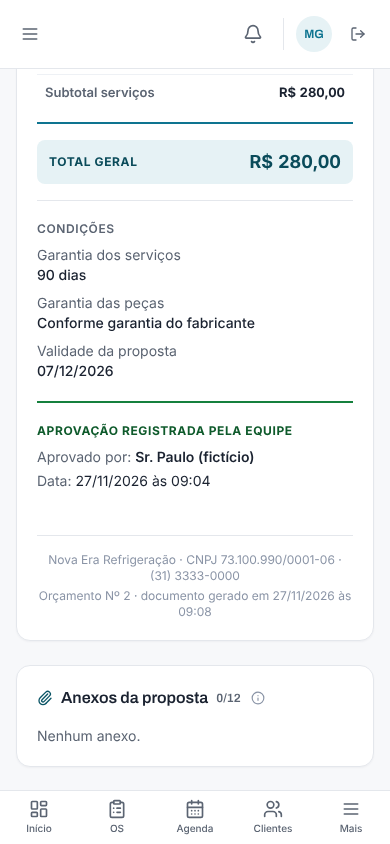 MG
Subtotal serviços R$ 280,00
TOTAL GERAL R$ 280,00
CONDIÇÕES
Garantia dos serviços
90 dias
Garantia das peças
Conforme garantia do fabricante
Validade da proposta
07/12/2026
APROVAÇÃO REGISTRADA PELA EQUIPE
Aprovado por: Sr. Paulo (fictício)
Data: 27/11/2026 às 09:04
Nova Era Refrigeração · CNPJ 73.100.990/0001-06 ·
(31) 3333-0000
Orçamento Nº 2 · documento gerado em 27/11/2026 às
09:08
Anexos da proposta 0/12
Nenhum anexo.
Início OS Agenda Clientes Mais